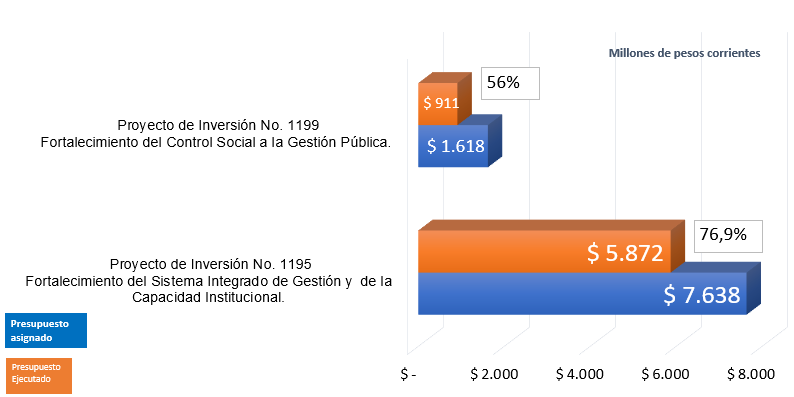 Millones de pesos corrientes
56%
$ 911
Proyecto de Inversión No. 1199
Fortalecimiento del Control Social a la Gestión Pública.
$ 1.618
76,9%
$ 5.872
Proyecto de Inversión No. 1195
Fortalecimiento del Sistema Integrado de Gestión y  de la
Capacidad Institucional.
$ 7.638
Presupuesto
asignado
Presupuesto
Ejecutado
$ -
$ 2.000
$ 4.000
$ 6.000
$ 8.000